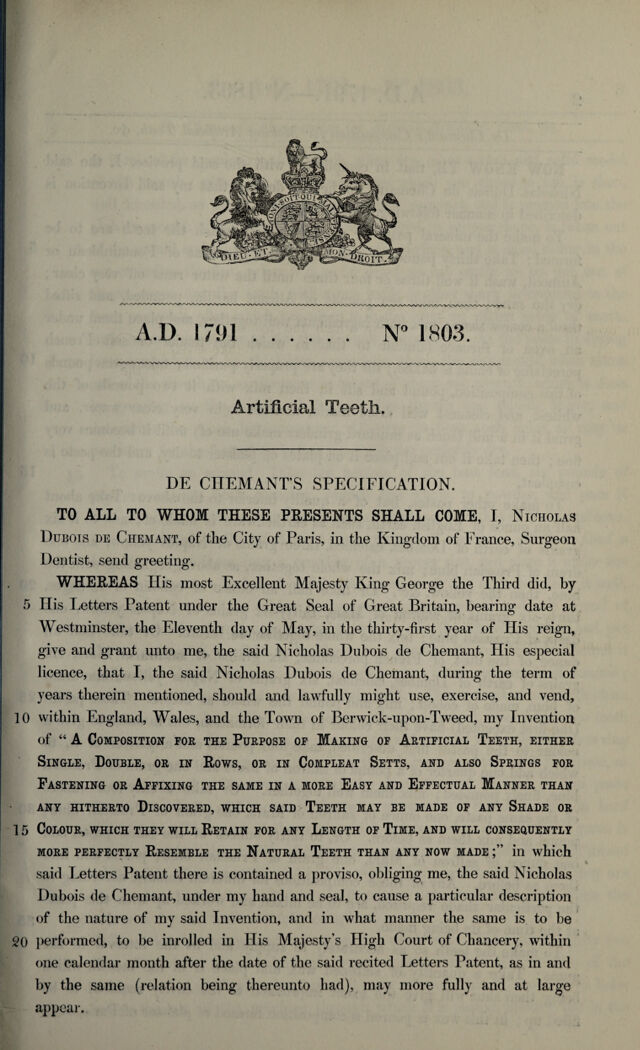 HONI SOIT QUI MAL Y PENSE
DIEU · ET MON · DROIT.
A.D. 1791 . . . . . . Nº 1803.
Artificial Teeth.
DE CHEMANT'S SPECIFICATION.
TO ALL TO WHOM THESE PRESENTS SHALL COME, I, Nicholas
Dubois de Chemant, of the City of Paris, in the Kingdom of France, Surgeon
Dentist, send greeting.
WHEREAS His most Excellent Majesty King George the Third did, by
5 His Letters Patent under the Great Seal of Great Britain, bearing date at
Westminster, the Eleventh day of May, in the thirty-first year of His reign,
give and grant unto me, the said Nicholas Dubois de Chemant, His especial
licence, that I, the said Nicholas Dubois de Chemant, during the term of
years therein mentioned, should and lawfully might use, exercise, and vend,
10 within England, Wales, and the Town of Berwick-upon-Tweed, my Invention
of “ A Composition for the Purpose of Making of Artificial Teeth, either
Single, Double, or in Rows, or in Compleat Setts, and also Springs for
Fastening or Affixing the same in a more Easy and Effectual Manner than
any hitherto Discovered, which said Teeth may be made of any Shade or
15 Colour, which they will Retain for any Length of Time, and will consequently
more perfectly Resemble the Natural Teeth than any now made ;” in which
said Letters Patent there is contained a proviso, obliging me, the said Nicholas
Dubois de Chemant, under my hand and seal, to cause a particular description
of the nature of my said Invention, and in what manner the same is to be
20 performed, to be inrolled in His Majesty's High Court of Chancery, within
one calendar month after the date of the said recited Letters Patent, as in and
by the same (relation being thereunto had), may more fully and at large
appear.